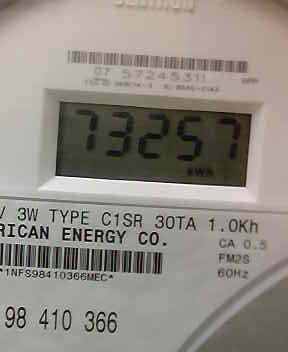 07 57245311
73257
kWh
V 3W TYPE C1SR 30TA 1.0Kh
RICAN ENERGY CO.
CA 0.5
FM2S
60Hz
*1NFS98410366MEC*
98 410 366